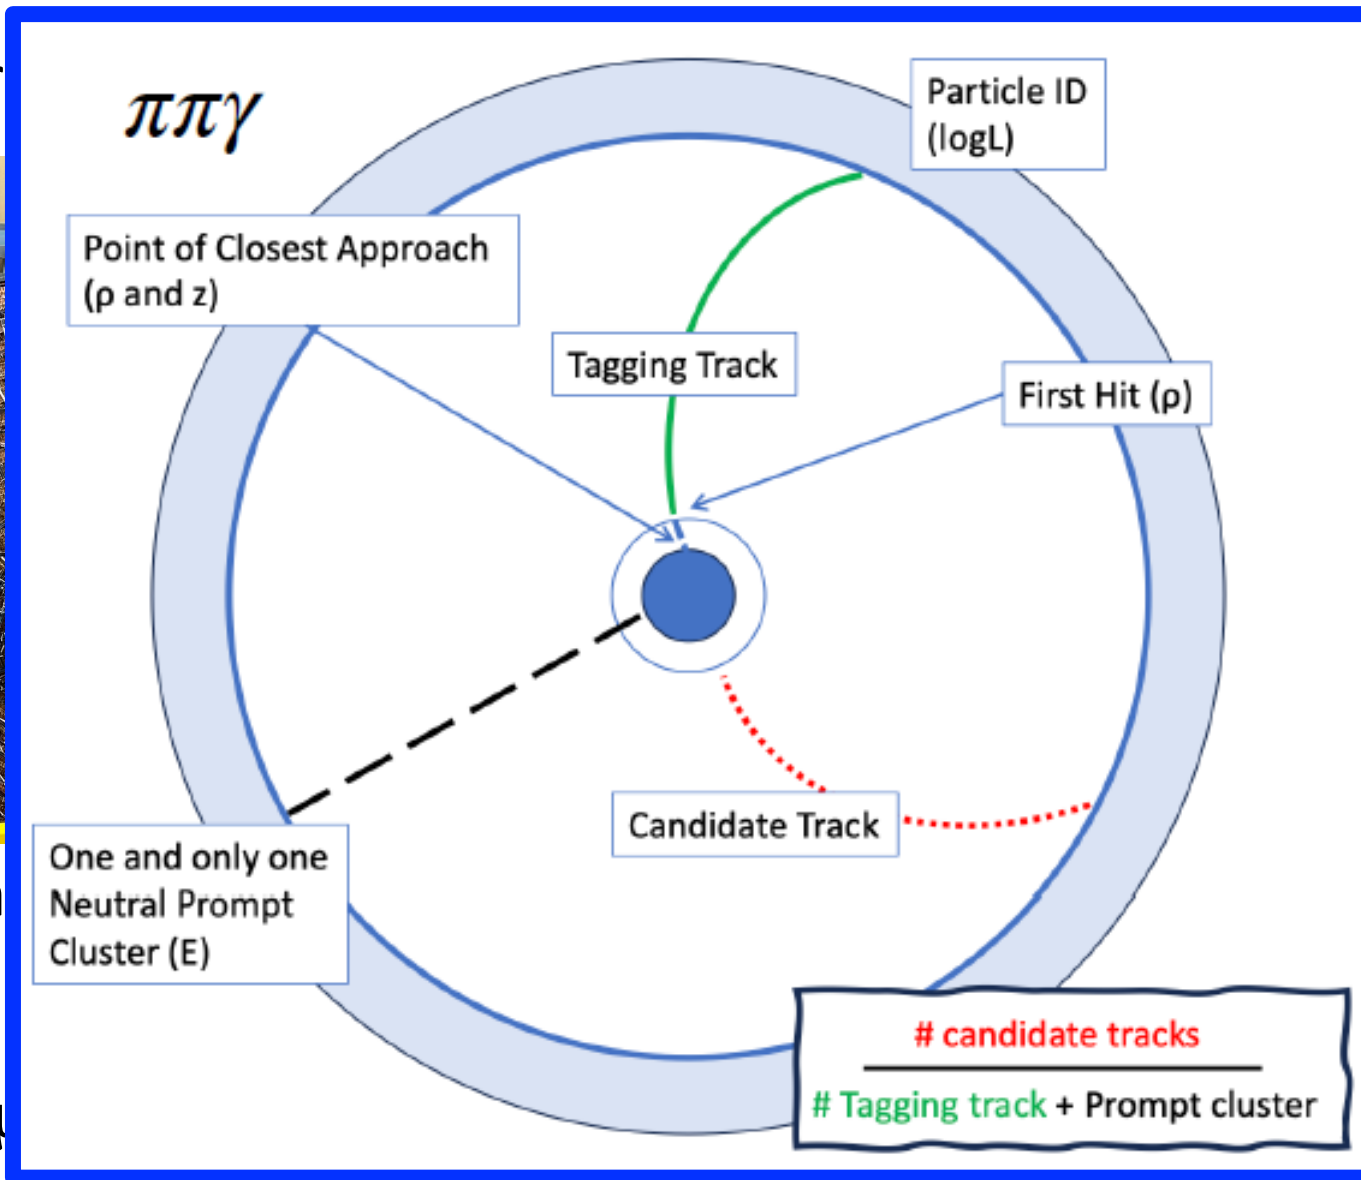 ππγ
Particle ID
(logL)
Point of Closest Approach
(ρ and z)
Tagging Track
First Hit (ρ)
Candidate Track
One and only one
Neutral Prompt
Cluster (E)
# candidate tracks
# Tagging track + Prompt cluster